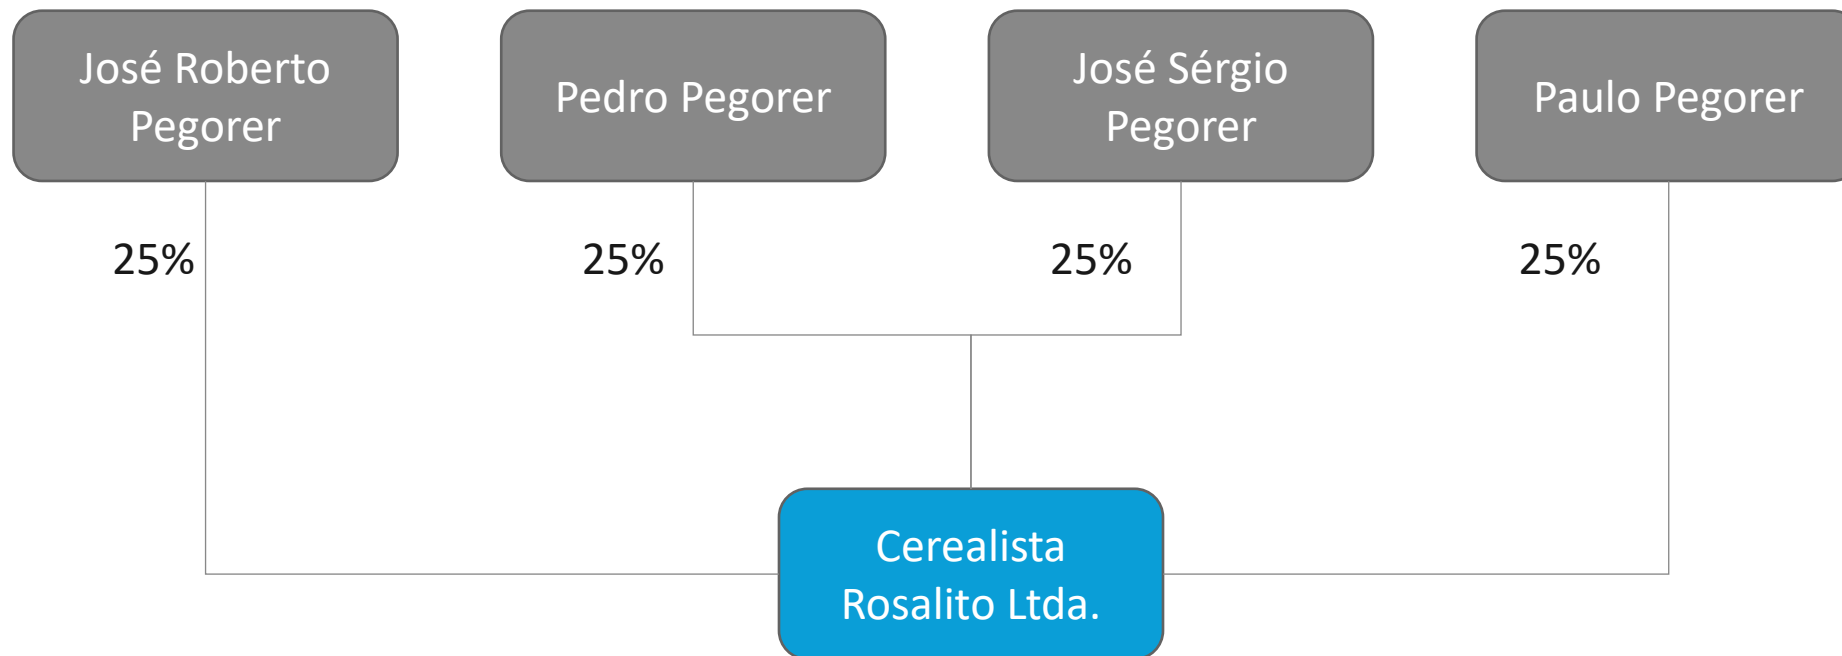 José Roberto
Pegorer
Pedro Pegorer
José Sérgio
Pegorer
Paulo Pegorer
25%
25%
25%
25%
Cerealista
Rosalito Ltda.